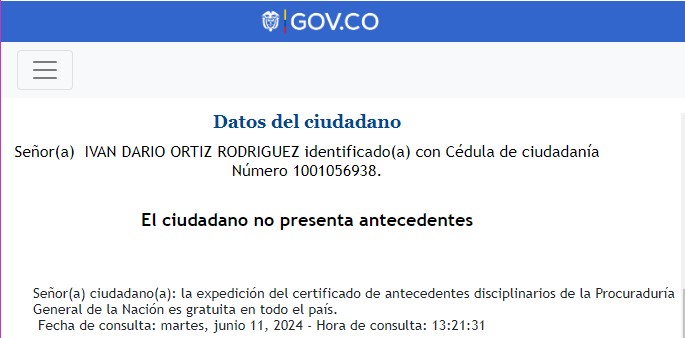 GOV.CO
Datos del ciudadano
Señor(a) IVAN DARIO ORTIZ RODRIGUEZ identificado(a) con Cédula de ciudadanía
Número 1001056938.
El ciudadano no presenta antecedentes
Señor(a) ciudadano(a): la expedición del certificado de antecedentes disciplinarios de la Procuraduría
General de la Nación es gratuita en todo el país.
Fecha de consulta: martes, junio 11, 2024 - Hora de consulta: 13:21:31